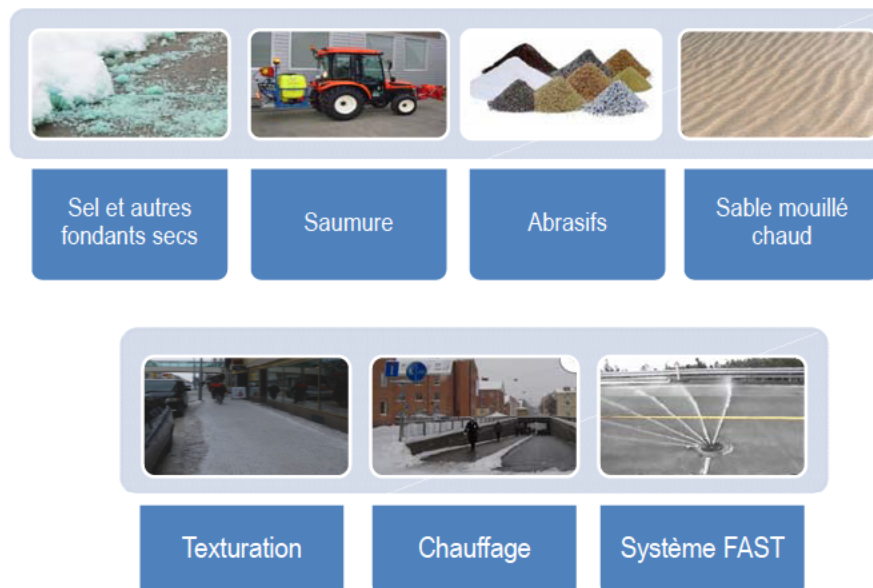 Sel et autres
fondants secs
Saumure
Abrasifs
Sable mouillé
chaud
Texturation
Chauffage
Système FAST